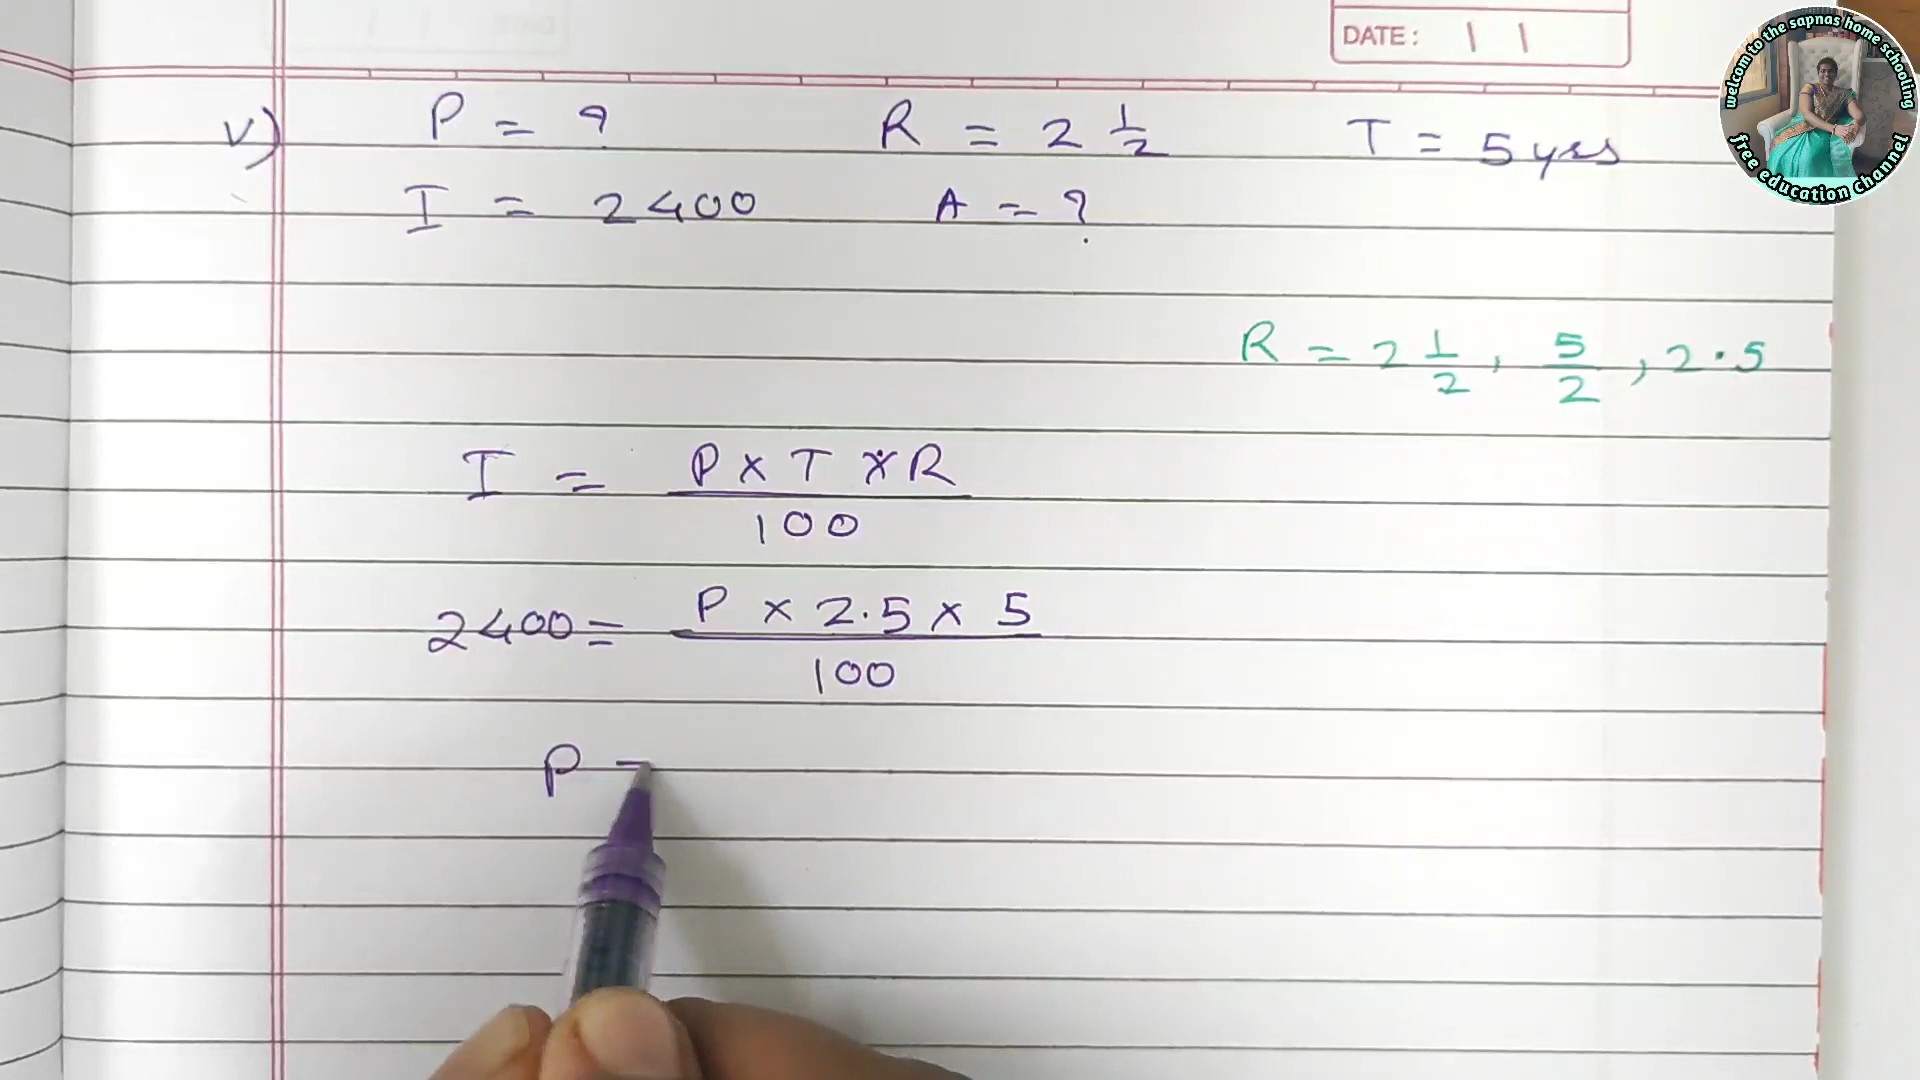 DATE: | |
welcom to the sapnas home schooling
free education channel
v) P = ? R = 2 1/2 T = 5 yrs
I = 2400 A = ?
R = 2 1/2, 5/2, 2.5
I = P × T × R / 100
2400 = P × 2.5 × 5 / 100
P =